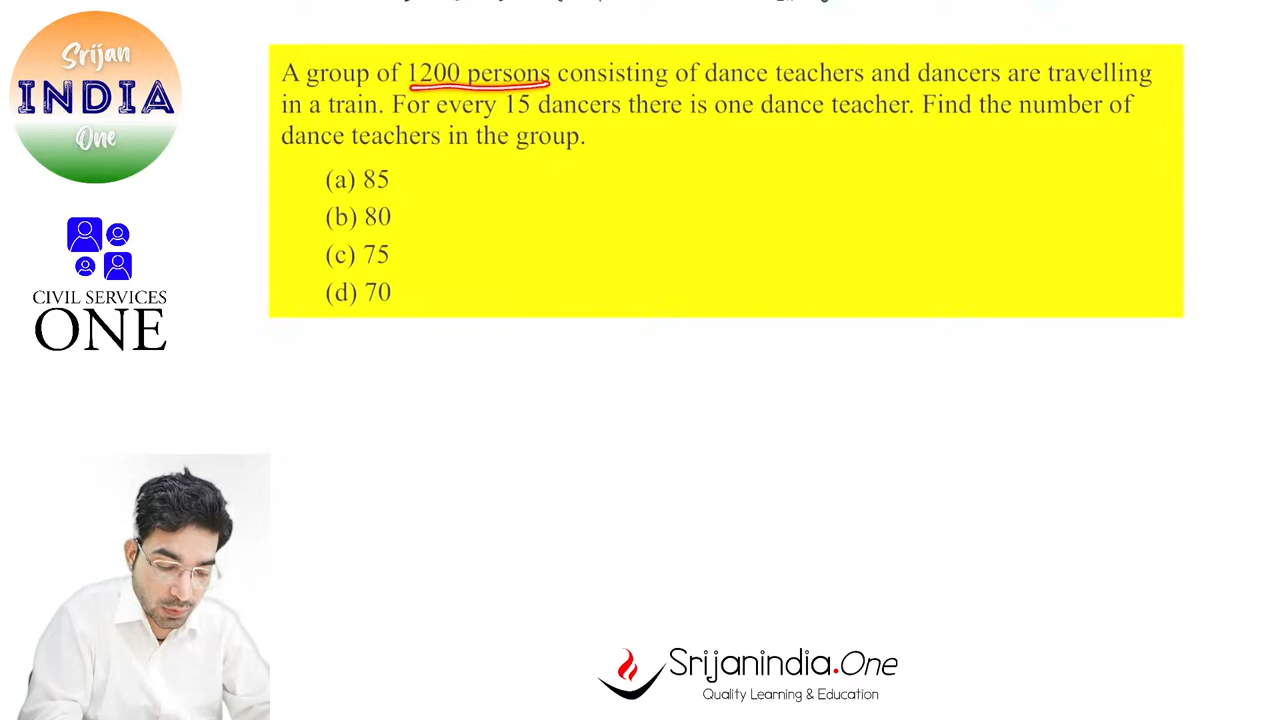 Srijan
INDIA
One
CIVIL SERVICES
ONE
A group of 1200 persons consisting of dance teachers and dancers are travelling
in a train. For every 15 dancers there is one dance teacher. Find the number of
dance teachers in the group.
(a) 85
(b) 80
(c) 75
(d) 70
Srijanindia.One
Quality Learning & Education